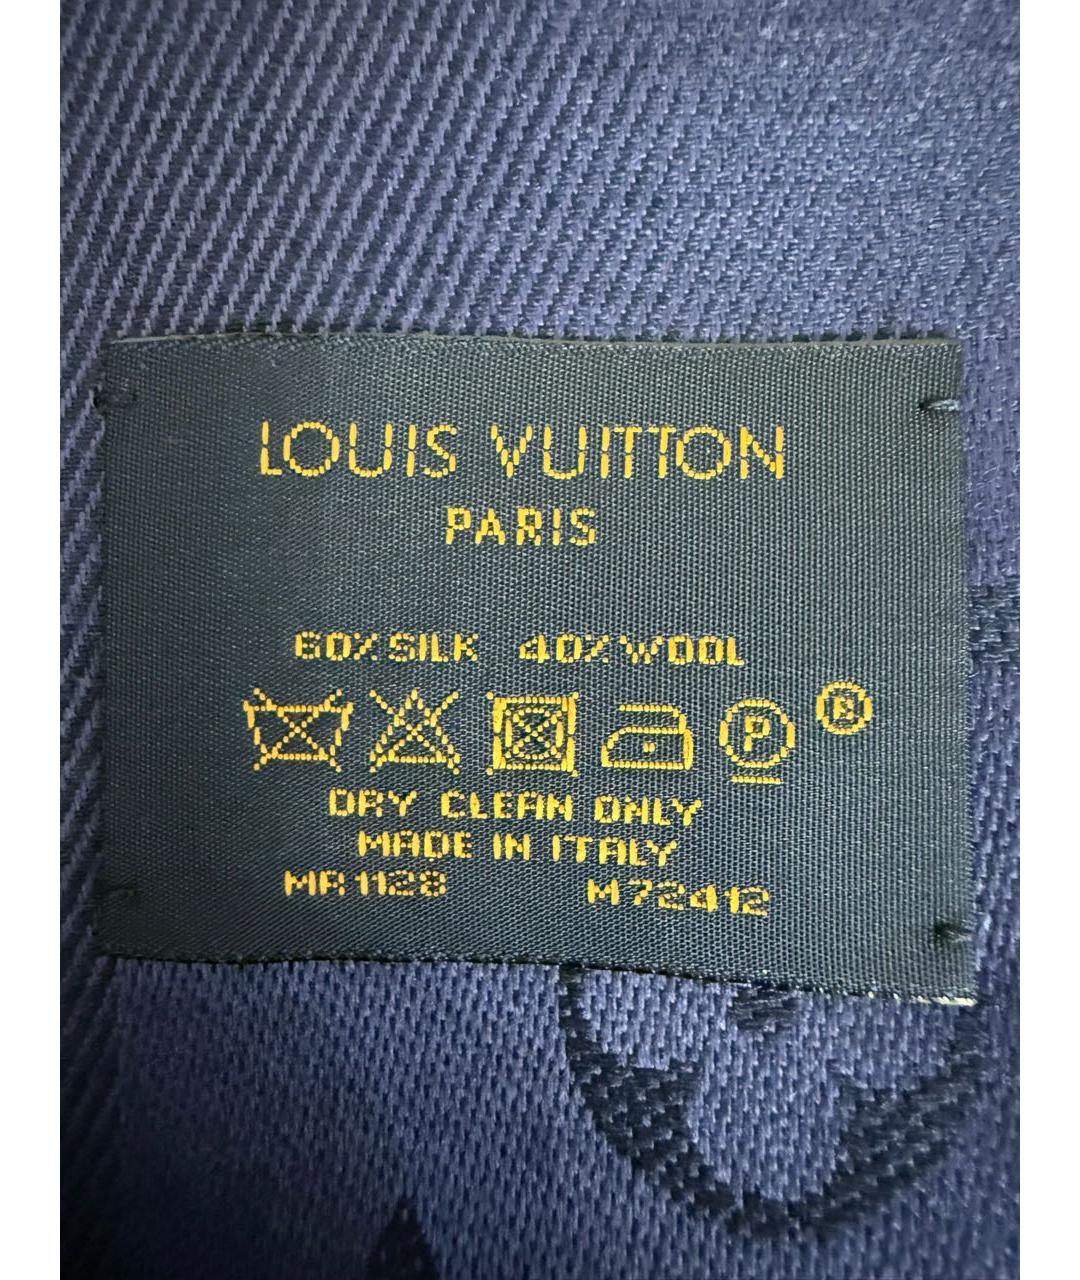 LOUIS VUITTON
PARIS
60% SILK 40% WOOL
P ®
DRY CLEAN ONLY
MADE IN ITALY
MR1128 M72412